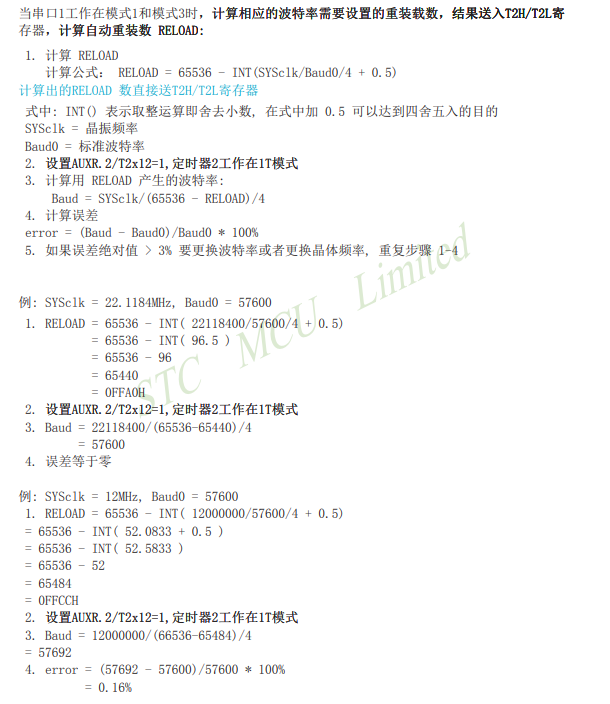 当串口1工作在模式1和模式3时，计算相应的波特率需要设置的重装载数，结果送入T2H/T2L寄
存器，计算自动重装数 RELOAD:
1. 计算 RELOAD
计算公式: RELOAD = 65536 - INT(SYSclk/Baud0/4 + 0.5)
计算出的RELOAD 数直接送T2H/T2L寄存器
式中: INT() 表示取整运算即舍去小数, 在式中加 0.5 可以达到四舍五入的目的
SYSclk = 晶振频率
Baud0 = 标准波特率
2. 设置AUXR.2/T2x12=1,定时器2工作在1T模式
3. 计算用 RELOAD 产生的波特率:
Baud = SYSclk/(65536 - RELOAD)/4
4. 计算误差
error = (Baud - Baud0)/Baud0 * 100%
5. 如果误差绝对值 > 3% 要更换波特率或者更换晶体频率, 重复步骤 1-4
例: SYSclk = 22.1184MHz, Baud0 = 57600
1. RELOAD = 65536 - INT( 22118400/57600/4 + 0.5)
= 65536 - INT( 96.5 )
= 65536 - 96
= 65440
= 0FFA0H
2. 设置AUXR.2/T2x12=1,定时器2工作在1T模式
3. Baud = 22118400/(65536-65440)/4
= 57600
4. 误差等于零
例: SYSclk = 12MHz, Baud0 = 57600
1. RELOAD = 65536 - INT( 12000000/57600/4 + 0.5)
= 65536 - INT( 52.0833 + 0.5 )
= 65536 - INT( 52.5833 )
= 65536 - 52
= 65484
= 0FFCCH
2. 设置AUXR.2/T2x12=1,定时器2工作在1T模式
3. Baud = 12000000/(66536-65484)/4
= 57692
4. error = (57692 - 57600)/57600 * 100%
= 0.16%
STC MCU Limited